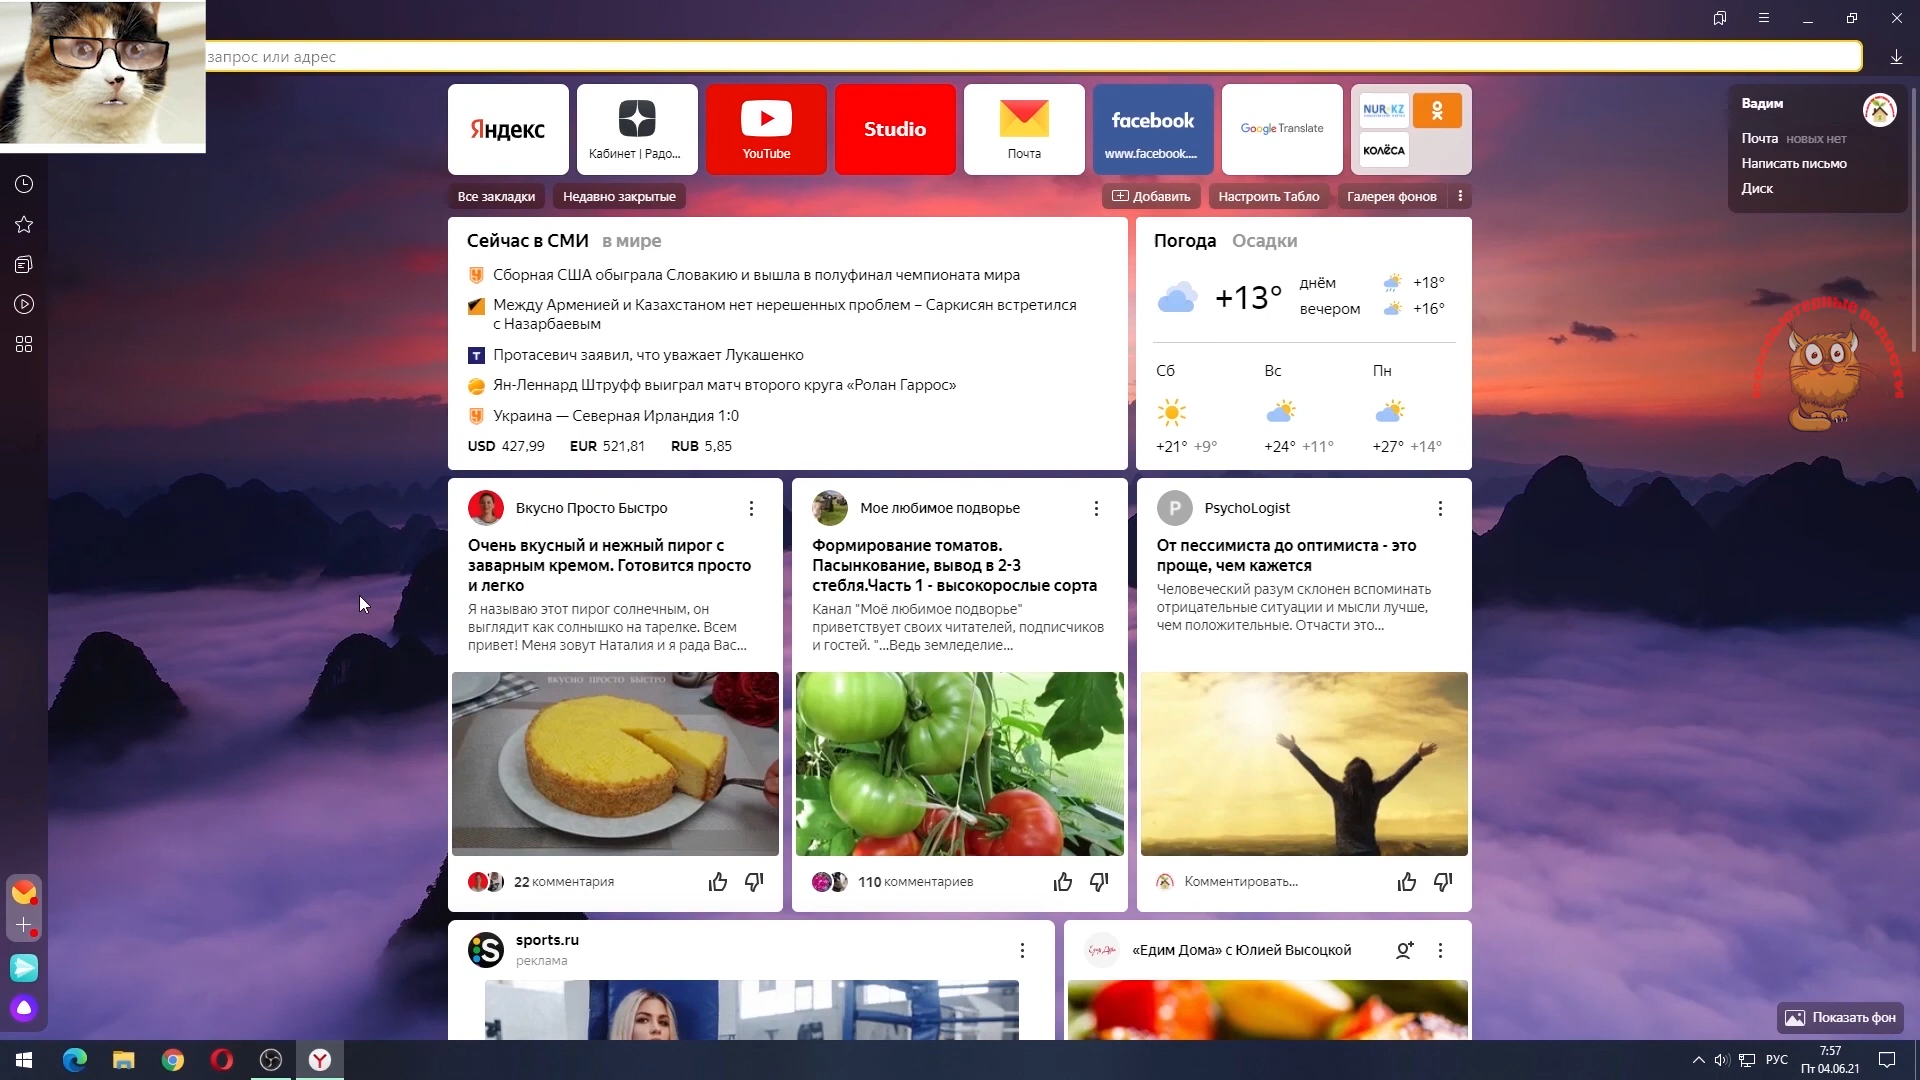 запрос или адрес
Яндекс
Кабинет | Радо...
YouTube
Studio
Почта
facebook
www.facebook....
Google Translate
NUR.KZ
КОЛЁСА
Вадим
Почта новых нет
Написать письмо
Диск
Все закладки
Недавно закрытые
Добавить
Настроить Табло
Галерея фонов
Сейчас в СМИ в мире
Сборная США обыграла Словакию и вышла в полуфинал чемпионата мира
Между Арменией и Казахстаном нет нерешенных проблем – Саркисян встретился
с Назарбаевым
Протасевич заявил, что уважает Лукашенко
Ян-Леннард Штруфф выиграл матч второго круга «Ролан Гаррос»
Украина — Северная Ирландия 1:0
USD 427,99 EUR 521,81 RUB 5,85
Погода Осадки
+13°
днём +18°
вечером +16°
Сб Вс Пн
+21° +9° +24° +11° +27° +14°
компьютерные радости
Вкусно Просто Быстро
Очень вкусный и нежный пирог с
заварным кремом. Готовится просто
и легко
Я называю этот пирог солнечным, он
выглядит как солнышко на тарелке. Всем
привет! Меня зовут Наталия и я рада Вас...
ВКУСНО ПРОСТО БЫСТРО
22 комментария
Мое любимое подворье
Формирование томатов.
Пасынкование, вывод в 2-3
стебля.Часть 1 - высокорослые сорта
Канал "Моё любимое подворье"
приветствует своих читателей, подписчиков
и гостей. "...Ведь земледелие...
110 комментариев
P
PsychoLogist
От пессимиста до оптимиста - это
проще, чем кажется
Человеческий разум склонен вспоминать
отрицательные ситуации и мысли лучше,
чем положительные. Отчасти это...
Комментировать...
S
sports.ru
реклама
Едим Дома
«Едим Дома» с Юлией Высоцкой
Показать фон
РУС
7:57
Пт 04.06.21